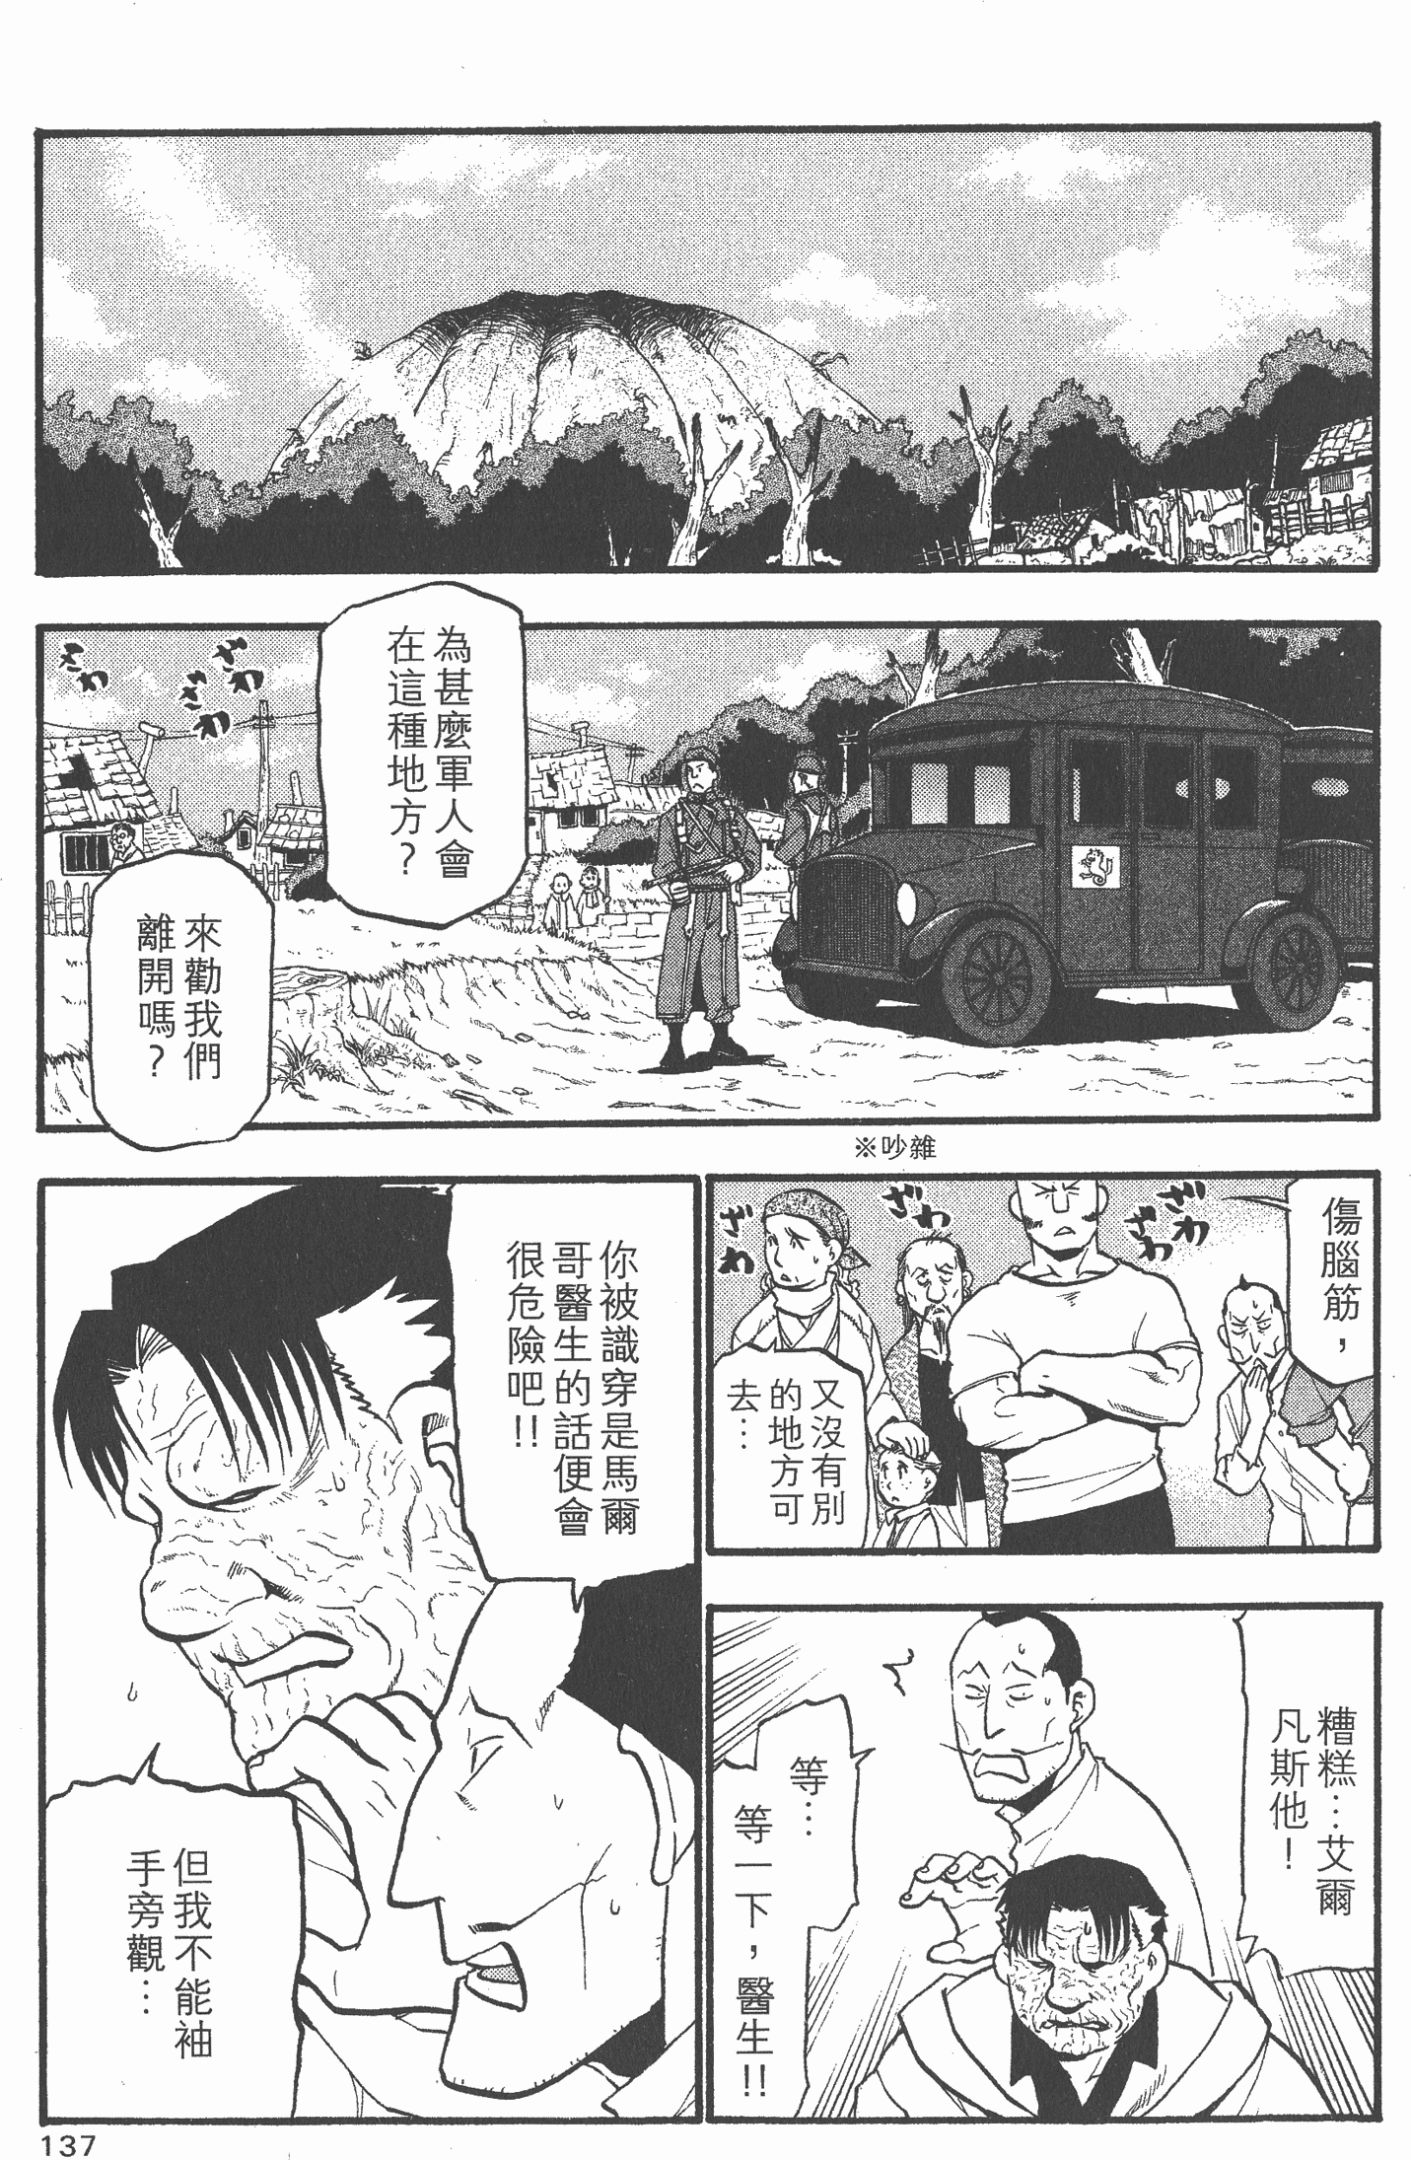 為甚麼軍人會
在這種地方？
來勸我們
離開嗎？
ざわ
ざわ
ざわ
※吵雜
傷腦筋，
又沒有別
的地方可
去…
ざわ
ざわ
ざわ
ざわ
糟糕…艾爾
凡斯他！
等…
等一下，醫生!!
你被識穿是馬爾
哥醫生的話便會
很危險吧!!
但我不能袖
手旁觀…
137